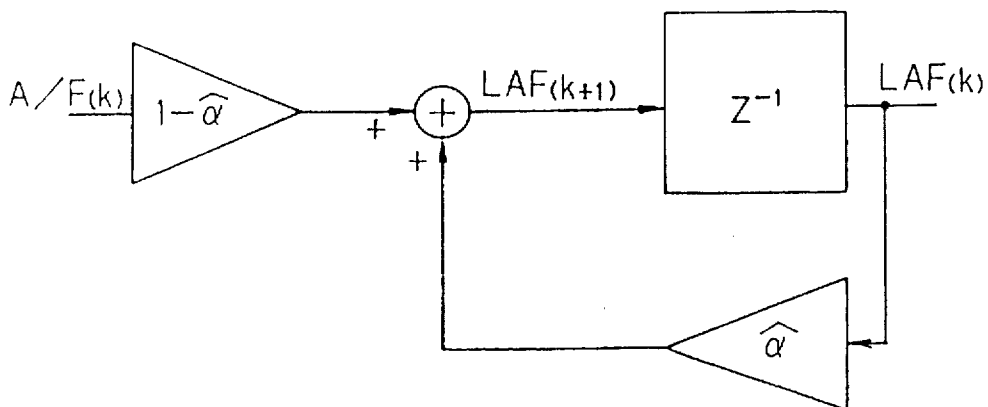 A/F(k)
1-α̂
+
+
+
LAF(k+1)
Z⁻¹
LAF(k)
α̂